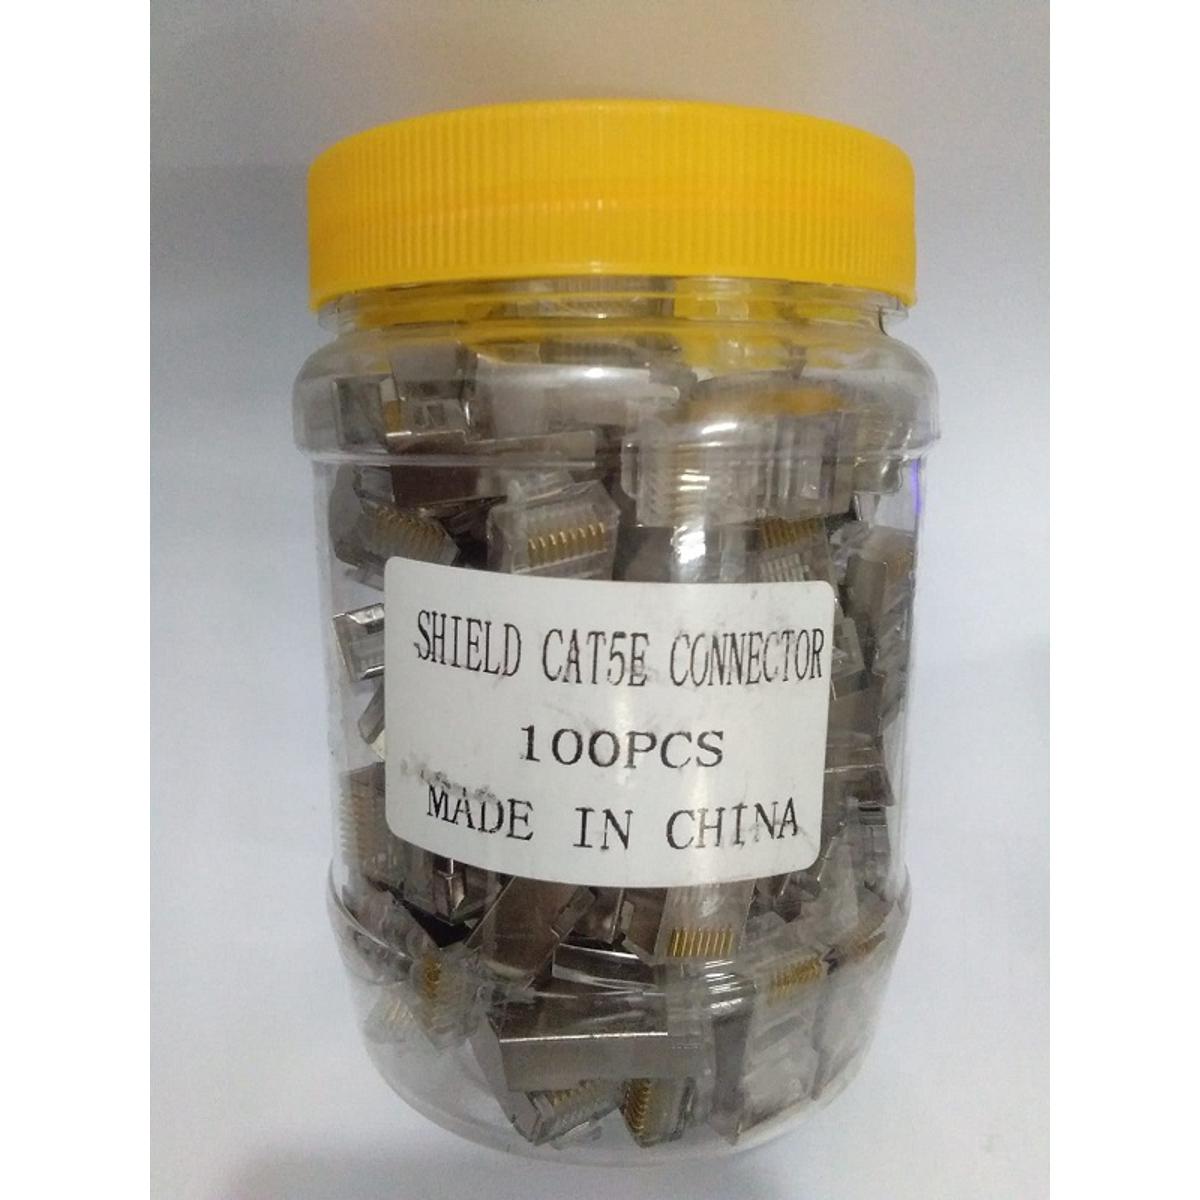 SHIELD CAT5E CONNECTOR
100PCS
MADE IN CHINA